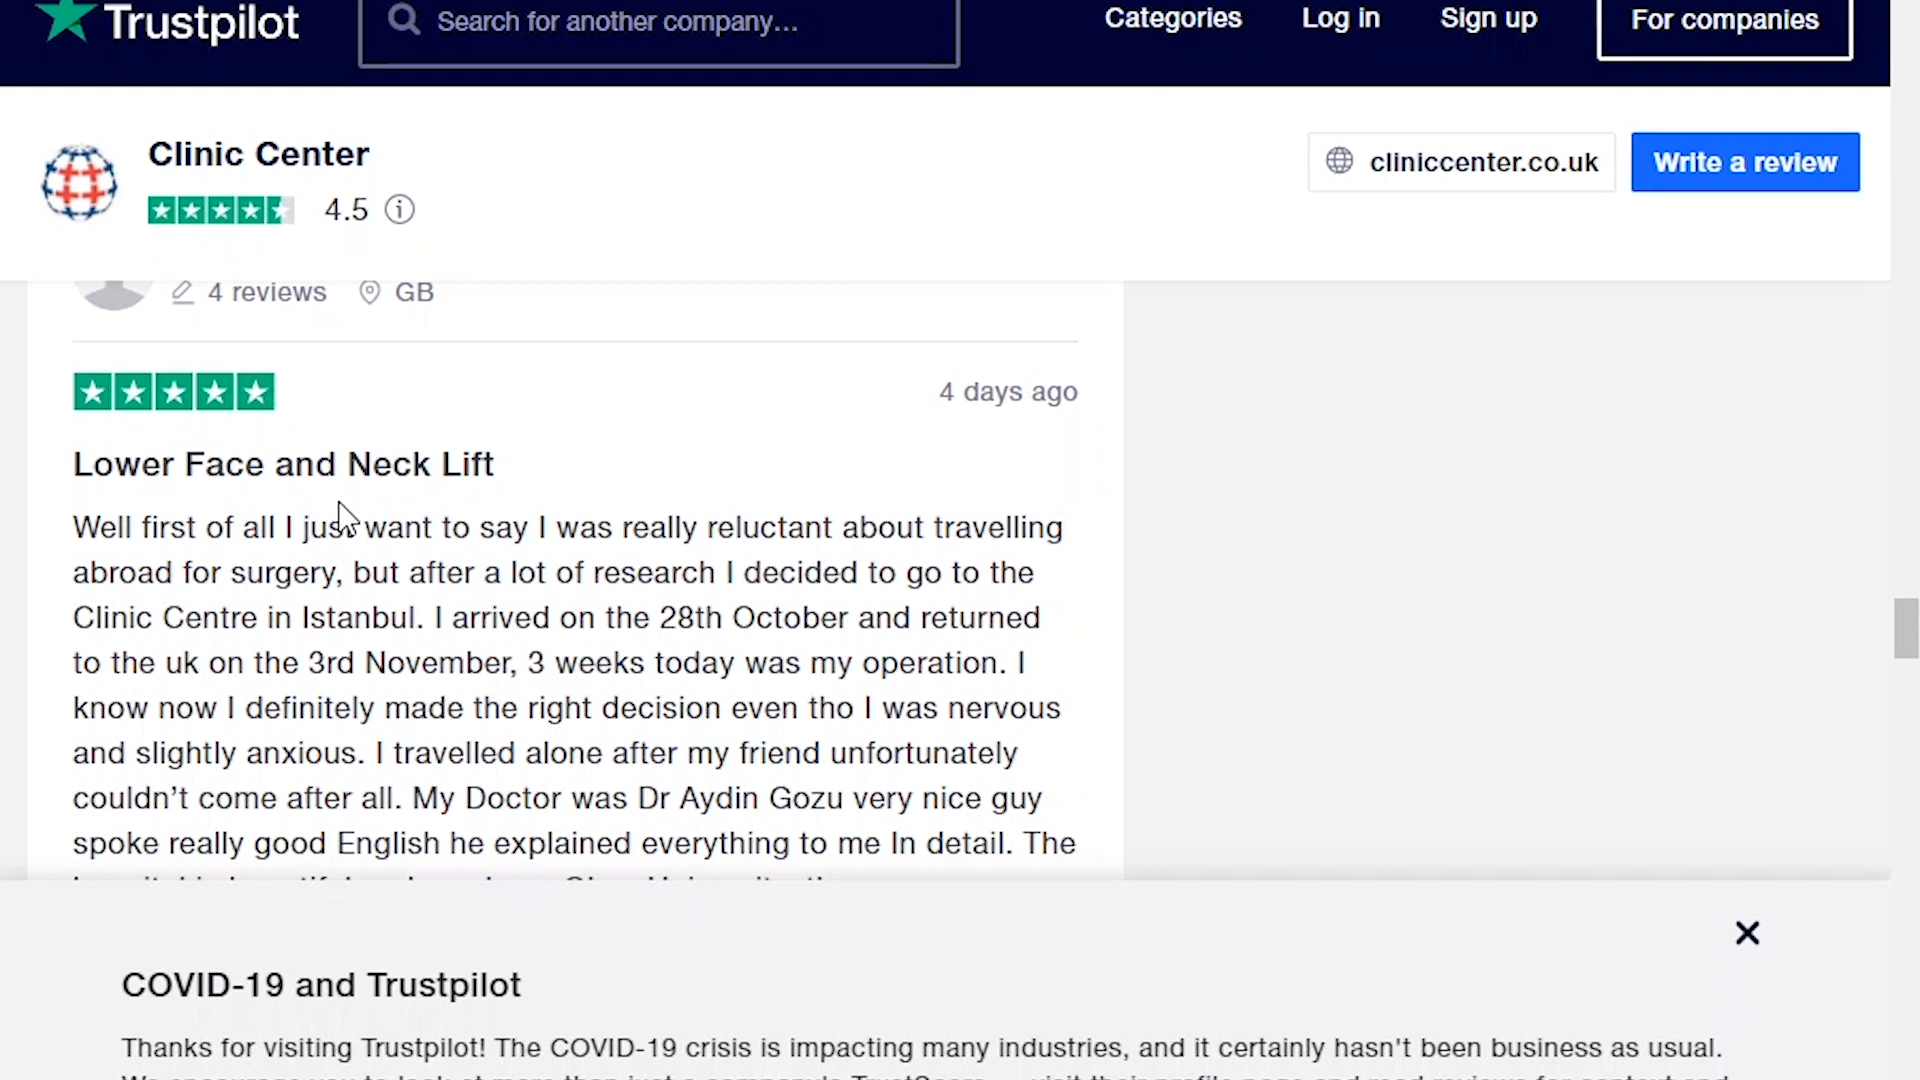 Trustpilot
Search for another company...
Categories
Log in
Sign up
For companies
Clinic Center
4.5
cliniccenter.co.uk
Write a review
4 reviews
GB
4 days ago
Lower Face and Neck Lift
Well first of all I just want to say I was really reluctant about travelling
abroad for surgery, but after a lot of research I decided to go to the
Clinic Centre in Istanbul. I arrived on the 28th October and returned
to the uk on the 3rd November, 3 weeks today was my operation. I
know now I definitely made the right decision even tho I was nervous
and slightly anxious. I travelled alone after my friend unfortunately
couldn’t come after all. My Doctor was Dr Aydin Gozu very nice guy
spoke really good English he explained everything to me In detail. The
COVID-19 and Trustpilot
Thanks for visiting Trustpilot! The COVID-19 crisis is impacting many industries, and it certainly hasn't been business as usual.